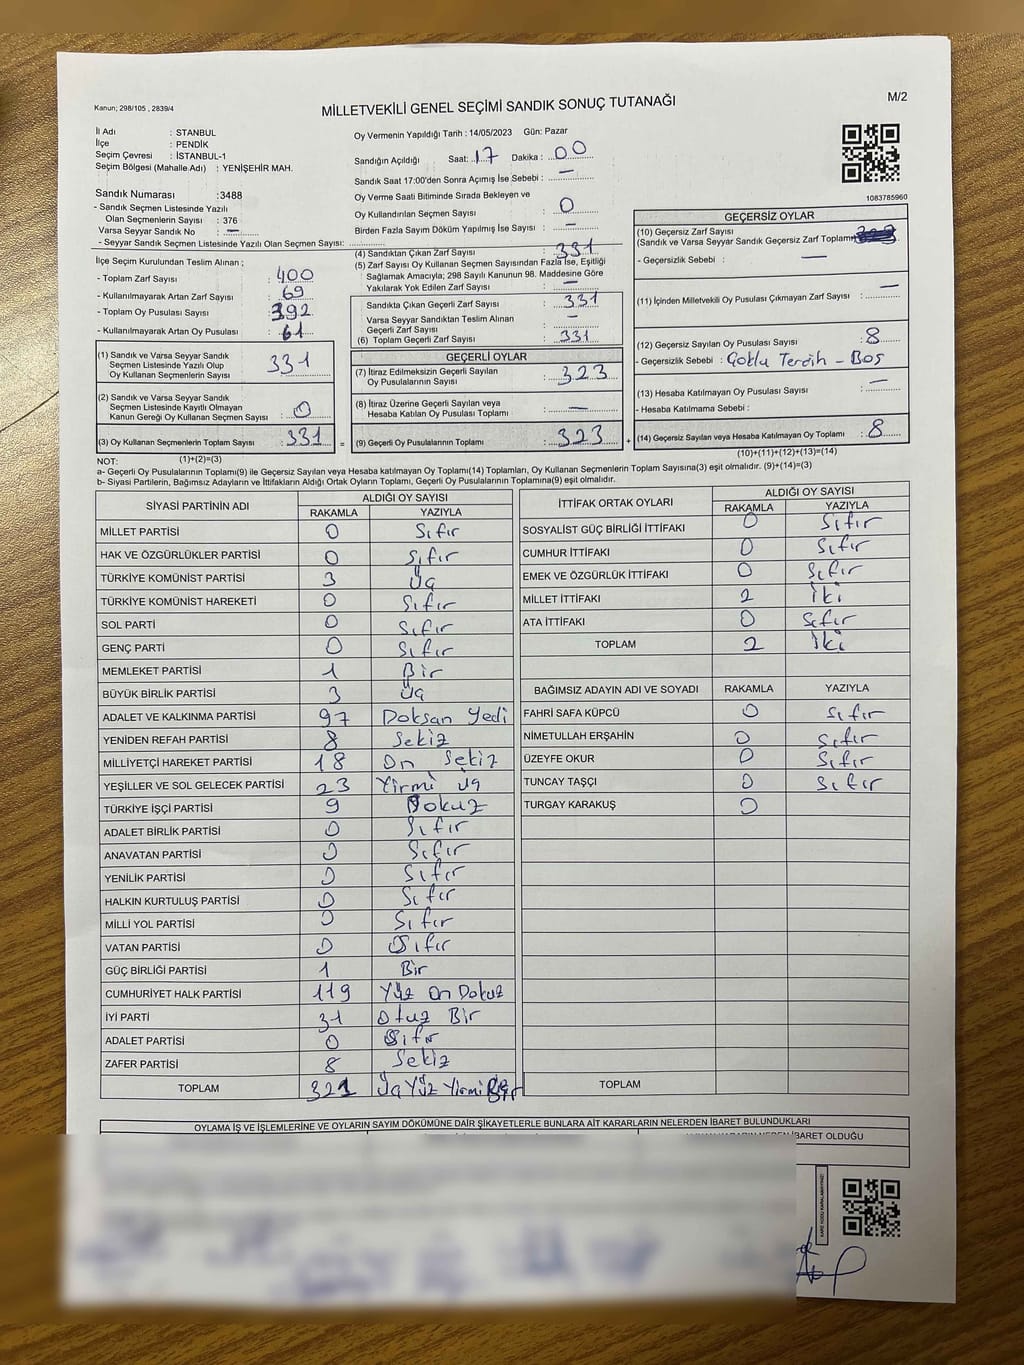 Kanun; 298/105 , 2839/4
MİLLETVEKİLİ GENEL SEÇİMİ SANDIK SONUÇ TUTANAĞI
M/2
İl Adı : STANBUL
İlçe : PENDİK
Seçim Çevresi : İSTANBUL-1
Seçim Bölgesi (Mahalle Adı) : YENİŞEHİR MAH.
Sandık Numarası :3488
- Sandık Seçmen Listesinde Yazılı
Olan Seçmenlerin Sayısı : 376
Varsa Seyyar Sandık No : —
- Seyyar Sandık Seçmen Listesinde Yazılı Olan Seçmen Sayısı:
Oy Vermenin Yapıldığı Tarih : 14/05/2023 Gün: Pazar
Sandığın Açıldığı Saat: 17 Dakika : 00
Sandık Saat 17:00'den Sonra Açımış İse Sebebi : —
Oy Verme Saati Bitiminde Sırada Bekleyen ve
Oy Kullandırılan Seçmen Sayısı : 0
Birden Fazla Sayım Döküm Yapılmış İse Sayısı : —
1083785960
İlçe Seçim Kurulundan Teslim Alınan ;
- Toplam Zarf Sayısı : 400
- Kullanılmayarak Artan Zarf Sayısı : 69
- Toplam Oy Pusulası Sayısı : 392
- Kullanılmayarak Artan Oy Pusulası : 61
(1) Sandık ve Varsa Seyyar Sandık
Seçmen Listesinde Yazılı Olup
Oy Kullanan Seçmenlerin Sayısı 331
(2) Sandık ve Varsa Seyyar Sandık
Seçmen Listesinde Kayıtlı Olmayan
Kanun Gereği Oy Kullanan Seçmen Sayısı : 0
(3) Oy Kullanan Seçmenlerin Toplam Sayısı : 331 =
(4) Sandıktan Çıkan Zarf Sayısı : 331
(5) Zarf Sayısı Oy Kullanan Seçmen Sayısından Fazla İse, Eşitliği
Sağlamak Amacıyla; 298 Sayılı Kanunun 98. Maddesine Göre
Yakılarak Yok Edilen Zarf Sayısı : —
Sandıkta Çıkan Geçerli Zarf Sayısı : 331
Varsa Seyyar Sandıktan Teslim Alınan
Geçerli Zarf Sayısı : —
(6) Toplam Geçerli Zarf Sayısı : 331
GEÇERLİ OYLAR
(7) İtiraz Edilmeksizin Geçerli Sayılan
Oy Pusulalarının Sayısı : 323
(8) İtiraz Üzerine Geçerli Sayılan veya
Hesaba Katılan Oy Pusulası Toplamı : —
(9) Geçerli Oy Pusulalarının Toplamı : 323 +
GEÇERSİZ OYLAR
(10) Geçersiz Zarf Sayısı
(Sandık ve Varsa Seyyar Sandık Geçersiz Zarf Toplamı)
- Geçersizlik Sebebi : —
(11) İçinden Milletvekili Oy Pusulası Çıkmayan Zarf Sayısı : —
(12) Geçersiz Sayılan Oy Pusulası Sayısı : 8
- Geçersizlik Sebebi : Çoklu Tercih - Boş
(13) Hesaba Katılmayan Oy Pusulası Sayısı : —
- Hesaba Katılmama Sebebi :
(14) Geçersiz Sayılan veya Hesaba Katılmayan Oy Toplamı : 8
NOT: (1)+(2)=(3)
(10)+(11)+(12)+(13)=(14)
a- Geçerli Oy Pusulalarının Toplamı(9) ile Geçersiz Sayılan veya Hesaba katılmayan Oy Toplamı(14) Toplamları, Oy Kullanan Seçmenlerin Toplam Sayısına(3) eşit olmalıdır. (9)+(14)=(3)
b- Siyasi Partilerin, Bağımsız Adayların ve İttifakların Aldığı Ortak Oyların Toplamı, Geçerli Oy Pusulalarının Toplamına(9) eşit olmalıdır.
SİYASİ PARTİNİN ADI ALDIĞI OY SAYISI
RAKAMLA YAZIYLA
MİLLET PARTİSİ 0 Sıfır
HAK VE ÖZGÜRLÜKLER PARTİSİ 0 Sıfır
TÜRKİYE KOMÜNİST PARTİSİ 3 Üç
TÜRKİYE KOMÜNİST HAREKETİ 0 Sıfır
SOL PARTİ 0 Sıfır
GENÇ PARTİ 0 Sıfır
MEMLEKET PARTİSİ 1 Bir
BÜYÜK BİRLİK PARTİSİ 3 Üç
ADALET VE KALKINMA PARTİSİ 97 Doksan Yedi
YENİDEN REFAH PARTİSİ 8 Sekiz
MİLLİYETÇİ HAREKET PARTİSİ 18 On Sekiz
YEŞİLLER VE SOL GELECEK PARTİSİ 23 Yirmi Üç
TÜRKİYE İŞÇİ PARTİSİ 9 Dokuz
ADALET BİRLİK PARTİSİ 0 Sıfır
ANAVATAN PARTİSİ 0 Sıfır
YENİLİK PARTİSİ 0 Sıfır
HALKIN KURTULUŞ PARTİSİ 0 Sıfır
MİLLİ YOL PARTİSİ 0 Sıfır
VATAN PARTİSİ 0 Sıfır
GÜÇ BİRLİĞİ PARTİSİ 1 Bir
CUMHURİYET HALK PARTİSİ 119 Yüz On Dokuz
İYİ PARTİ 31 Otuz Bir
ADALET PARTİSİ 0 Sıfır
ZAFER PARTİSİ 8 Sekiz
TOPLAM 321 Üç Yüz Yirmi Bir
İTTİFAK ORTAK OYLARI ALDIĞI OY SAYISI
RAKAMLA YAZIYLA
SOSYALİST GÜÇ BİRLİĞİ İTTİFAKI 0 Sıfır
CUMHUR İTTİFAKI 0 Sıfır
EMEK VE ÖZGÜRLÜK İTTİFAKI 0 Sıfır
MİLLET İTTİFAKI 2 İki
ATA İTTİFAKI 0 Sıfır
TOPLAM 2 İki
BAĞIMSIZ ADAYIN ADI VE SOYADI RAKAMLA YAZIYLA
FAHRİ SAFA KÜPCÜ 0 Sıfır
NİMETULLAH ERŞAHİN 0 Sıfır
ÜZEYFE OKUR 0 Sıfır
TUNCAY TAŞÇI 0 Sıfır
TURGAY KARAKUŞ 0
TOPLAM
OYLAMA İŞ VE İŞLEMLERİNE VE OYLARIN SAYIM DÖKÜMÜNE DAİR ŞİKAYETLERLE BUNLARA AİT KARARLARIN NELERDEN İBARET BULUNDUKLARI
NEDEN İBARET OLDUĞU